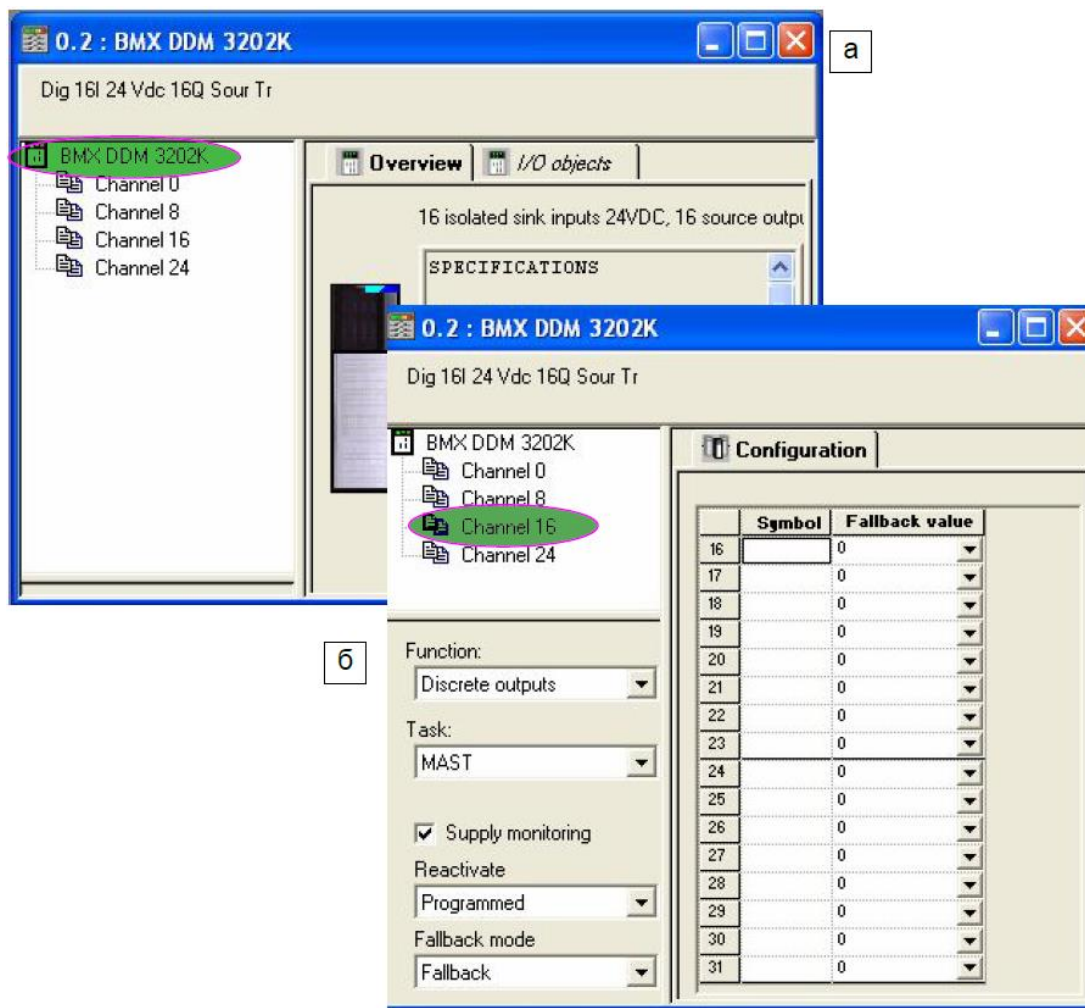 0.2 : BMX DDM 3202K
а
Dig 16I 24 Vdc 16Q Sour Tr
BMX DDM 3202K
Channel 0
Channel 8
Channel 16
Channel 24
Overview
I/O objects
16 isolated sink inputs 24VDC, 16 source outpu
SPECIFICATIONS
0.2 : BMX DDM 3202K
Dig 16I 24 Vdc 16Q Sour Tr
BMX DDM 3202K
Channel 0
Channel 8
Channel 16
Channel 24
б
Function:
Discrete outputs
Task:
MAST
Supply monitoring
Reactivate
Programmed
Fallback mode
Fallback
Configuration
Symbol Fallback value
16 0
17 0
18 0
19 0
20 0
21 0
22 0
23 0
24 0
25 0
26 0
27 0
28 0
29 0
30 0
31 0